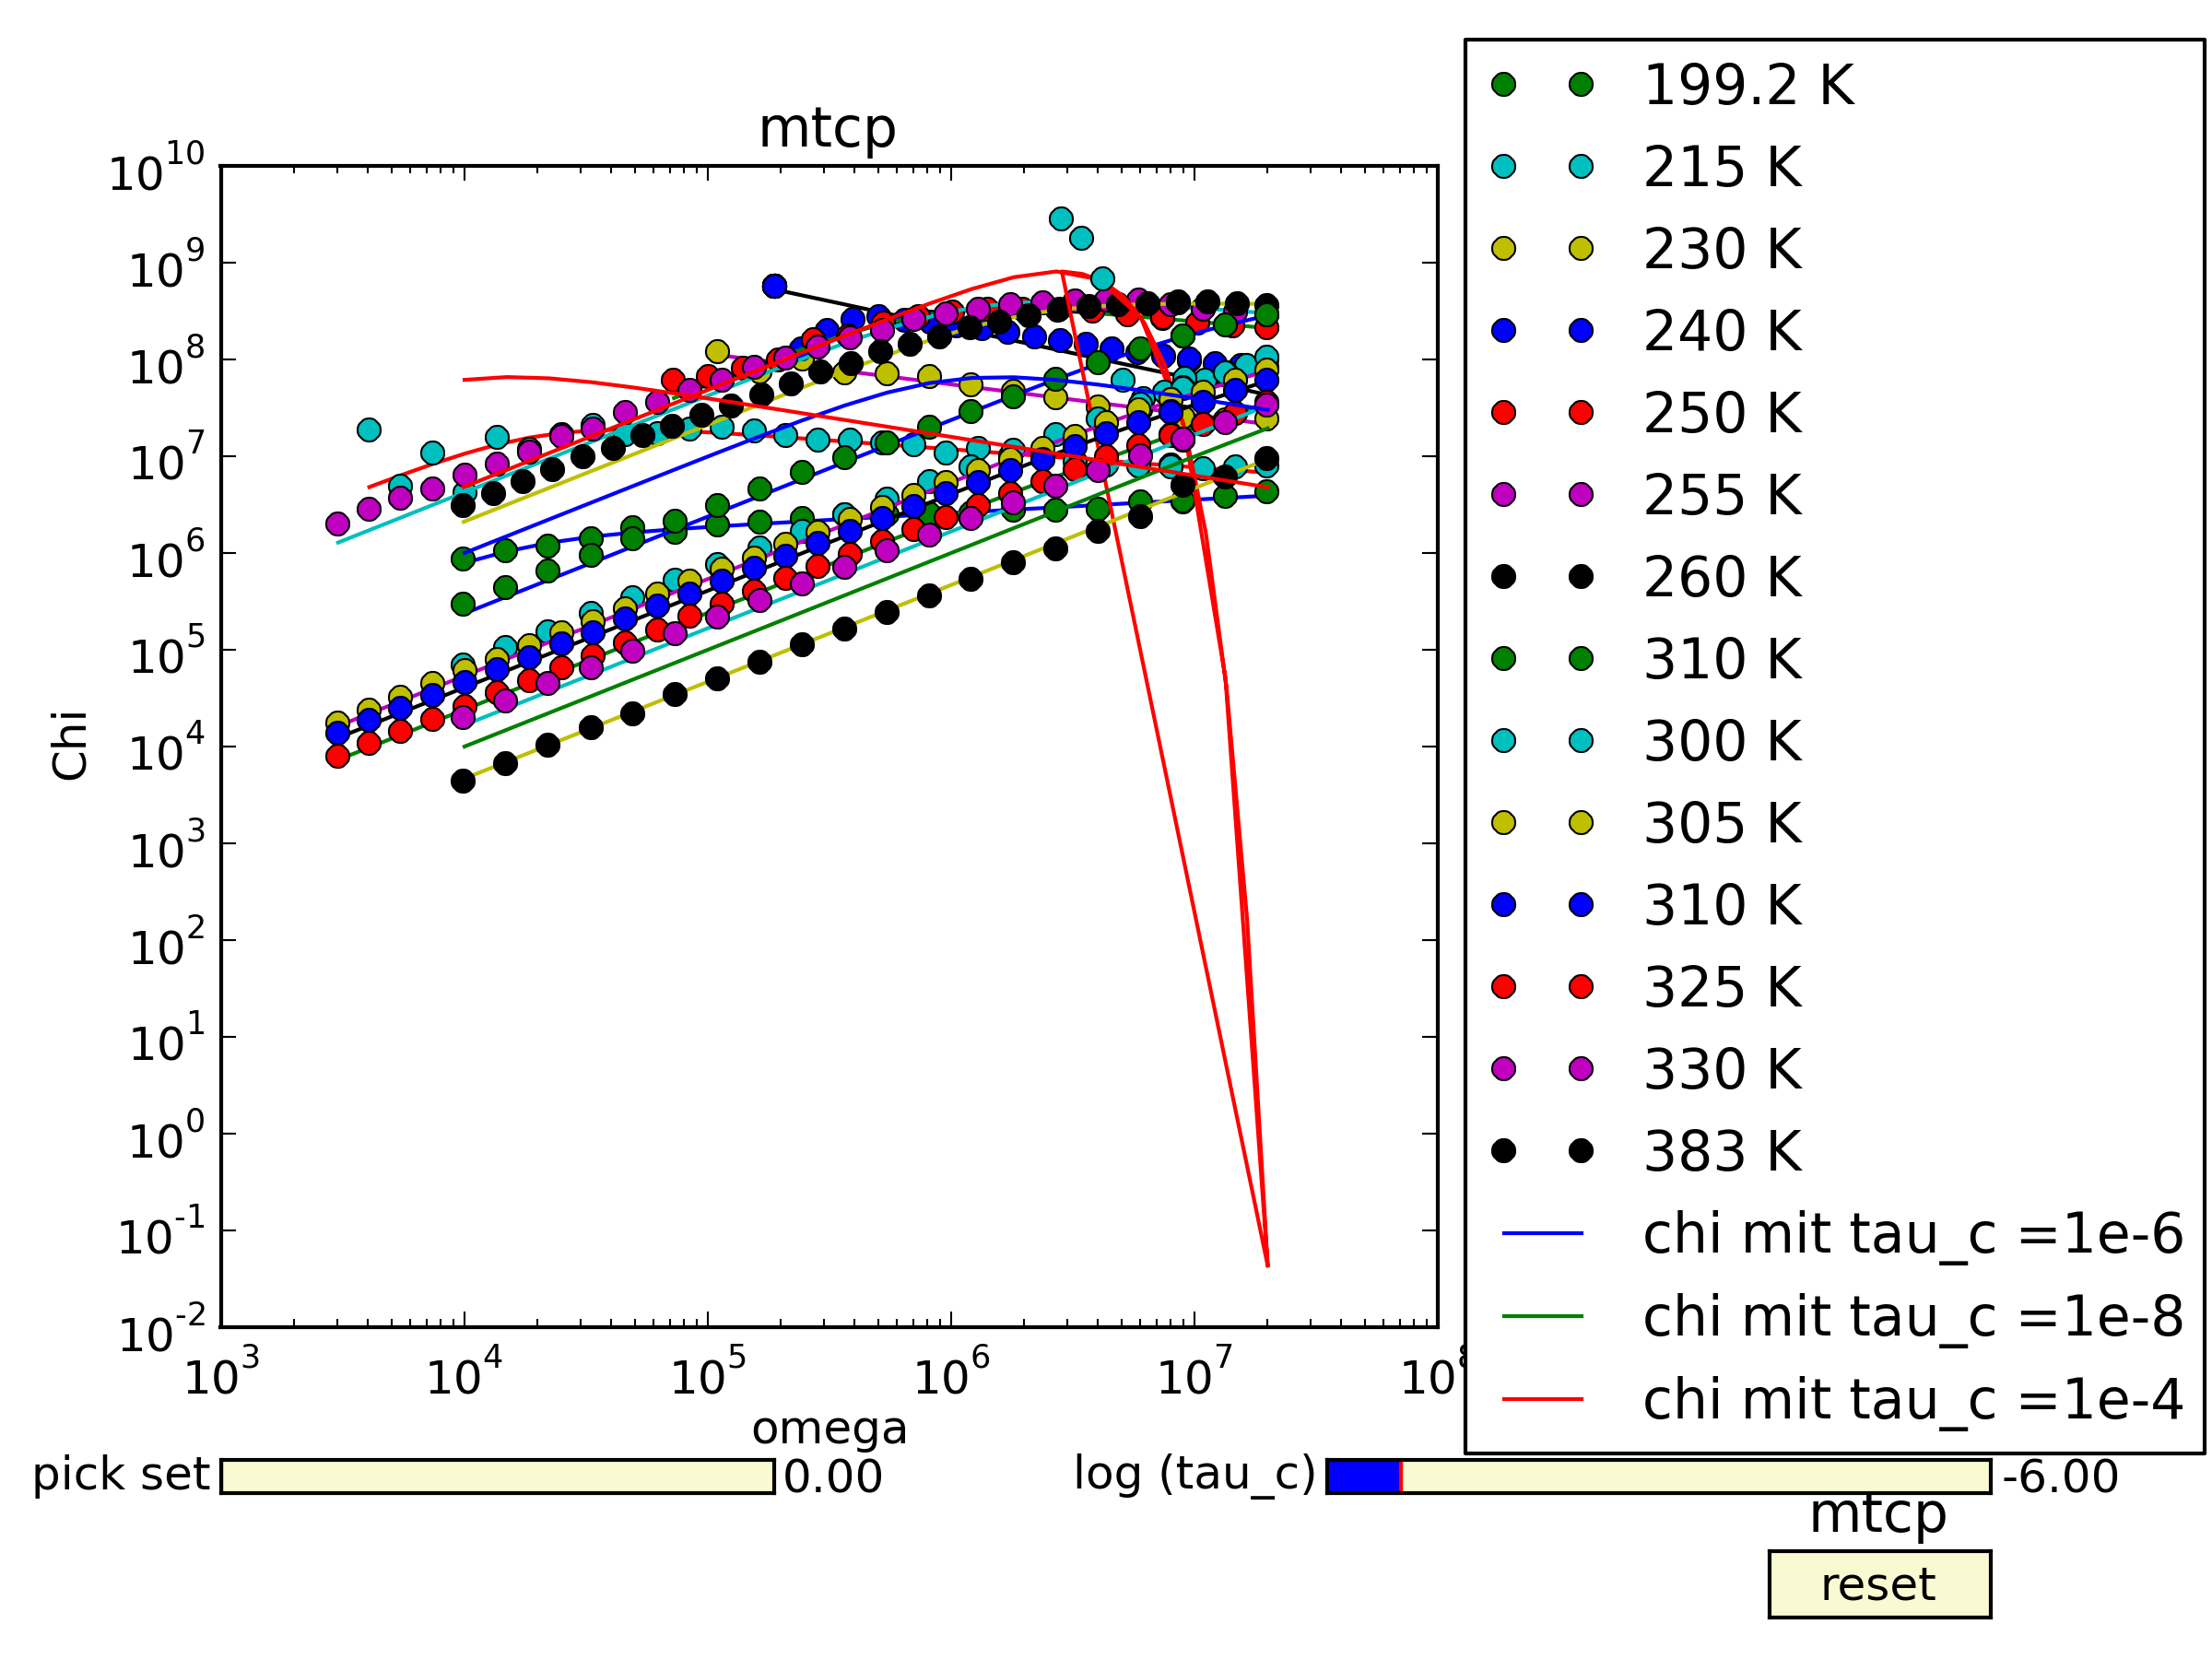 mtcp
10^10
10^9
10^8
10^7
10^6
10^5
10^4
10^3
10^2
10^1
10^0
10^-1
10^-2
Chi
10^3 10^4 10^5 10^6 10^7 10^8
omega
199.2 K
215 K
230 K
240 K
250 K
255 K
260 K
310 K
300 K
305 K
310 K
325 K
330 K
383 K
chi mit tau_c =1e-6
chi mit tau_c =1e-8
chi mit tau_c =1e-4
pick set 0.00
log (tau_c) -6.00
mtcp
reset